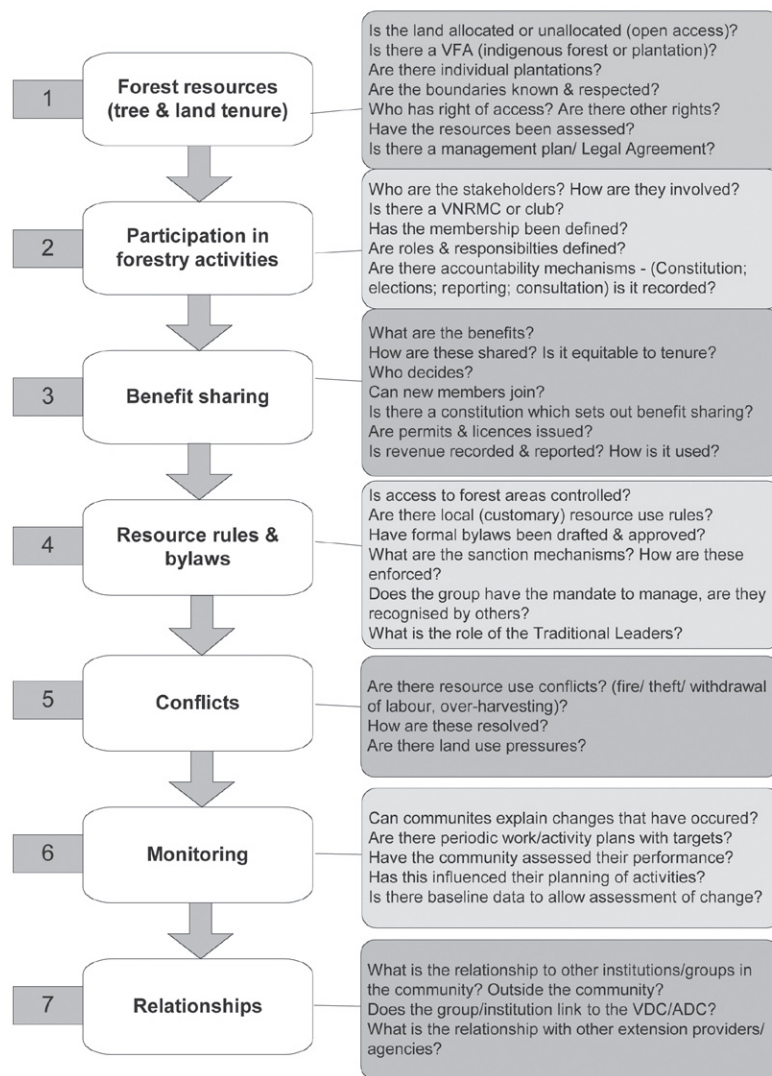 1
Forest resources
(tree & land tenure)
Is the land allocated or unallocated (open access)?
Is there a VFA (indigenous forest or plantation)?
Are there individual plantations?
Are the boundaries known & respected?
Who has right of access? Are there other rights?
Have the resources been assessed?
Is there a management plan/ Legal Agreement?
2
Participation in
forestry activities
Who are the stakeholders? How are they involved?
Is there a VNRMC or club?
Has the membership been defined?
Are roles & responsibilties defined?
Are there accountability mechanisms - (Constitution;
elections; reporting; consultation) is it recorded?
3
Benefit sharing
What are the benefits?
How are these shared? Is it equitable to tenure?
Who decides?
Can new members join?
Is there a constitution which sets out benefit sharing?
Are permits & licences issued?
Is revenue recorded & reported? How is it used?
4
Resource rules &
bylaws
Is access to forest areas controlled?
Are there local (customary) resource use rules?
Have formal bylaws been drafted & approved?
What are the sanction mechanisms? How are these
enforced?
Does the group have the mandate to manage, are they
recognised by others?
What is the role of the Traditional Leaders?
5
Conflicts
Are there resource use conflicts? (fire/ theft/ withdrawal
of labour, over-harvesting)?
How are these resolved?
Are there land use pressures?
6
Monitoring
Can communites explain changes that have occured?
Are there periodic work/activity plans with targets?
Have the community assessed their performance?
Has this influenced their planning of activities?
Is there baseline data to allow assessment of change?
7
Relationships
What is the relationship to other institutions/groups in
the community? Outside the community?
Does the group/institution link to the VDC/ADC?
What is the relationship with other extension providers/
agencies?